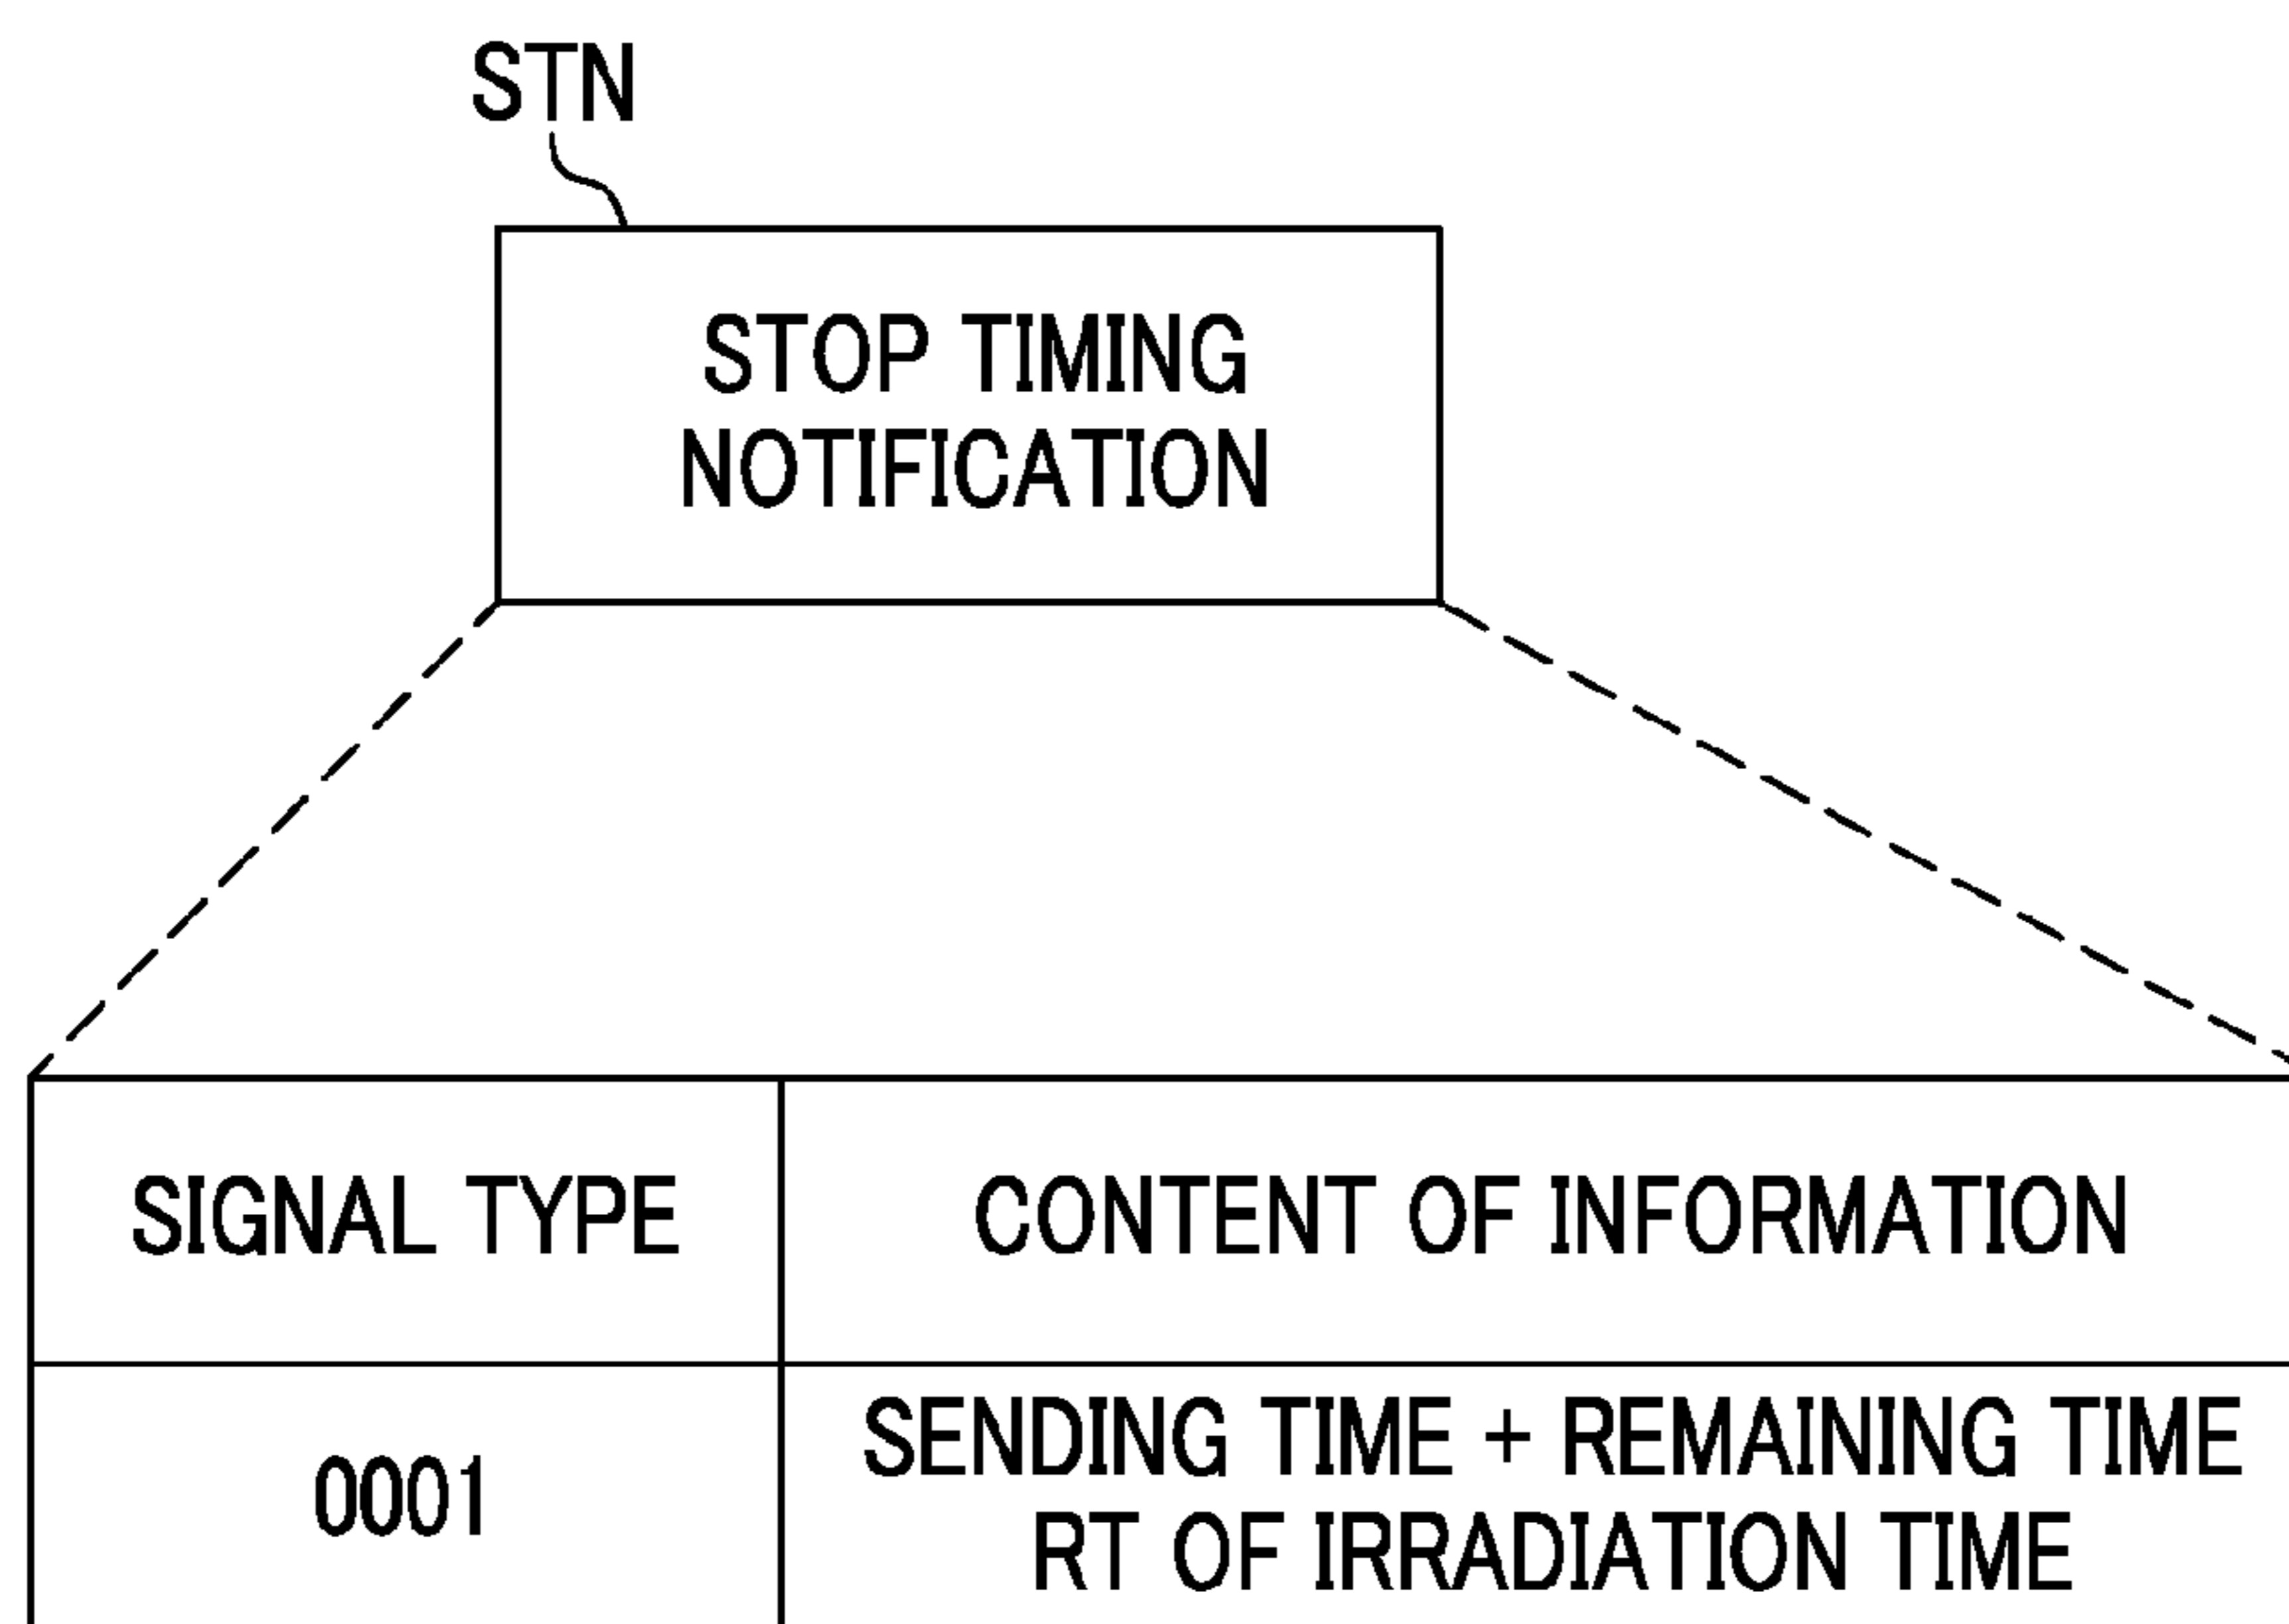 STN
STOP TIMING
NOTIFICATION
SIGNAL TYPE
CONTENT OF INFORMATION
0001
SENDING TIME + REMAINING TIME
RT OF IRRADIATION TIME